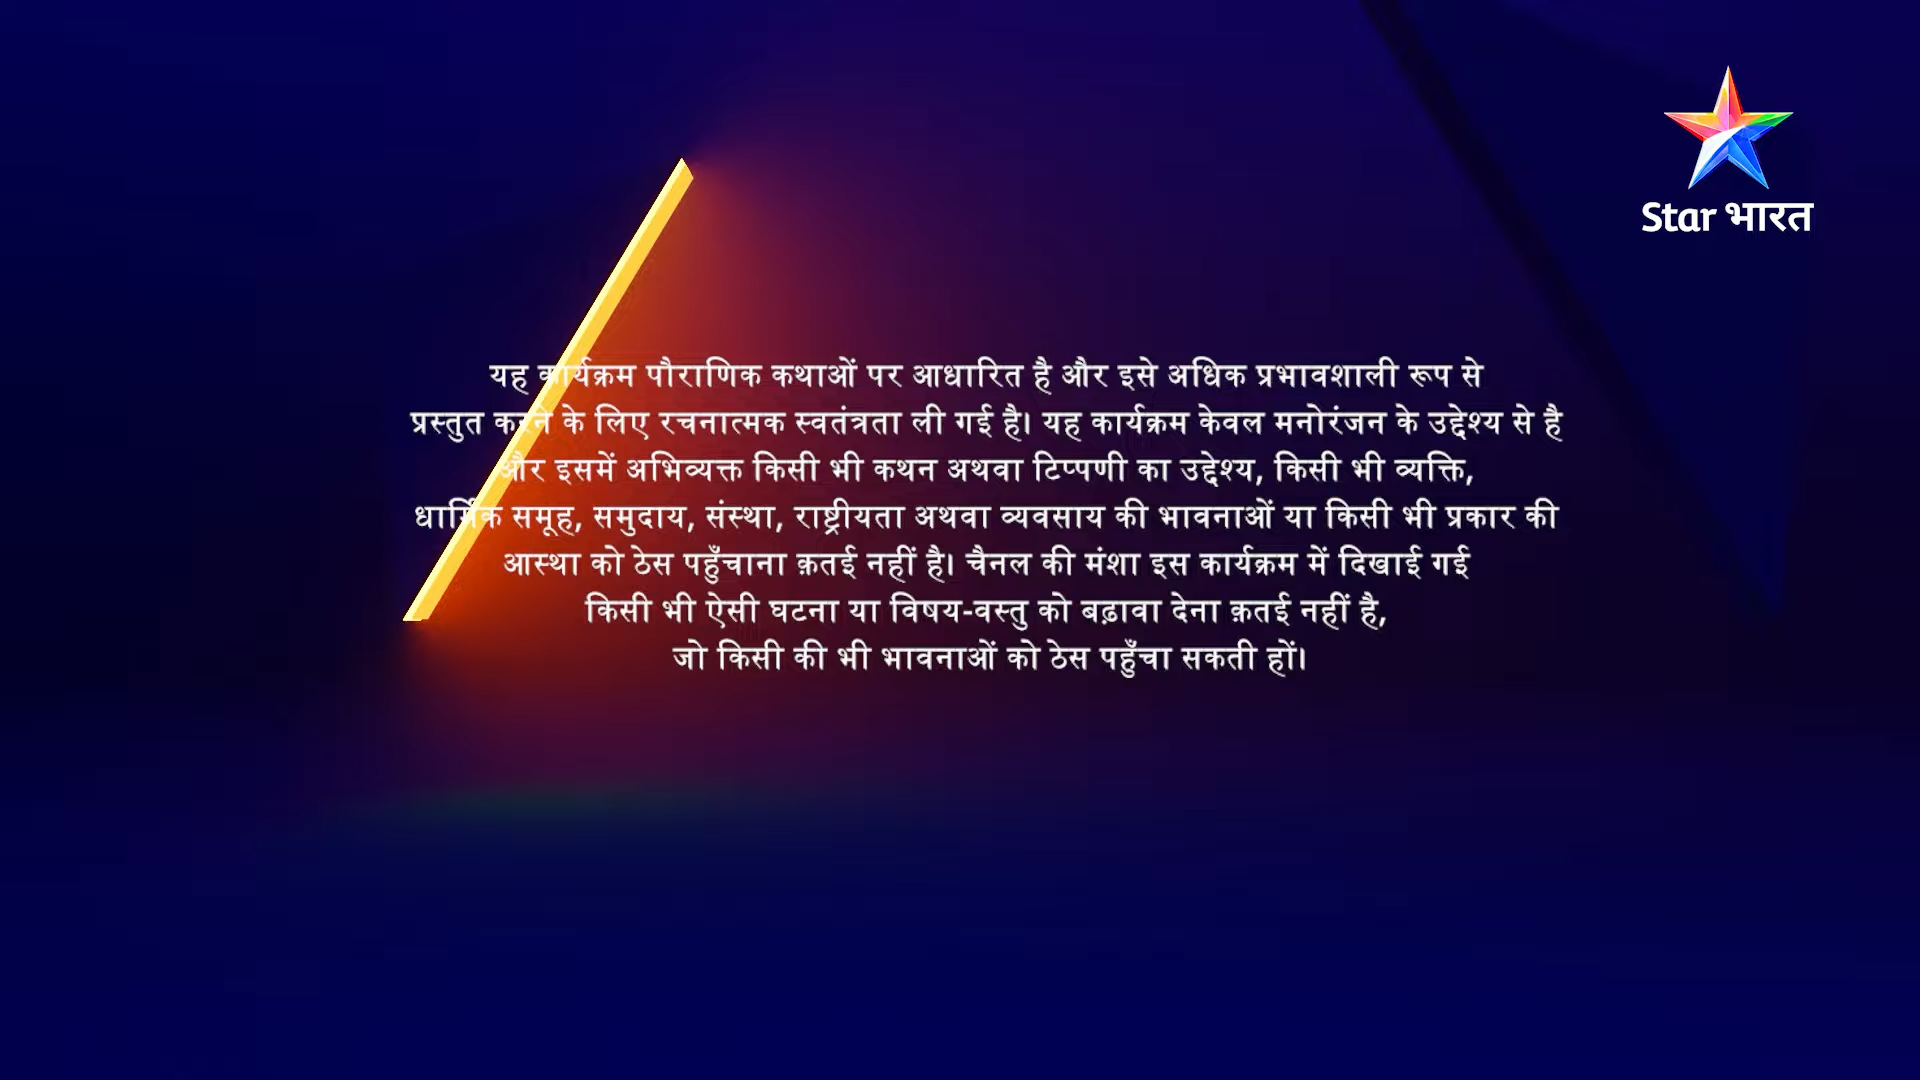 Star भारत
यह कार्यक्रम पौराणिक कथाओं पर आधारित है और इसे अधिक प्रभावशाली रूप से
प्रस्तुत करने के लिए रचनात्मक स्वतंत्रता ली गई है। यह कार्यक्रम केवल मनोरंजन के उद्देश्य से है
और इसमें अभिव्यक्त किसी भी कथन अथवा टिप्पणी का उद्देश्य, किसी भी व्यक्ति,
धार्मिक समूह, समुदाय, संस्था, राष्ट्रीयता अथवा व्यवसाय की भावनाओं या किसी भी प्रकार की
आस्था को ठेस पहुँचाना क़तई नहीं है। चैनल की मंशा इस कार्यक्रम में दिखाई गई
किसी भी ऐसी घटना या विषय-वस्तु को बढ़ावा देना क़तई नहीं है,
जो किसी की भी भावनाओं को ठेस पहुँचा सकती हों।